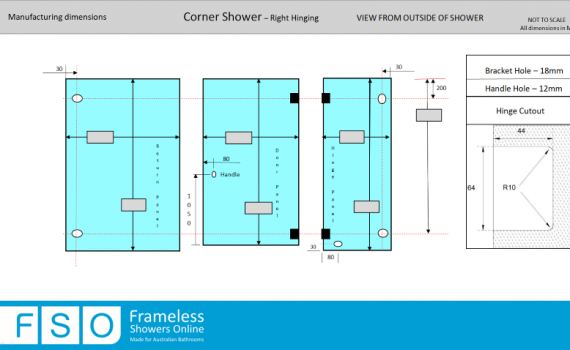 Manufacturing dimensions
Corner Shower – Right Hinging
VIEW FROM OUTSIDE OF SHOWER
NOT TO SCALE
All dimensions in M
30
30
200
Return Panel
Door Panel
Hinge Panel
80
Handle
1050
30
80
Bracket Hole – 18mm
Handle Hole – 12mm
Hinge Cutout
44
64
R10
FSO
Frameless
Showers Online
Made for Australian Bathrooms